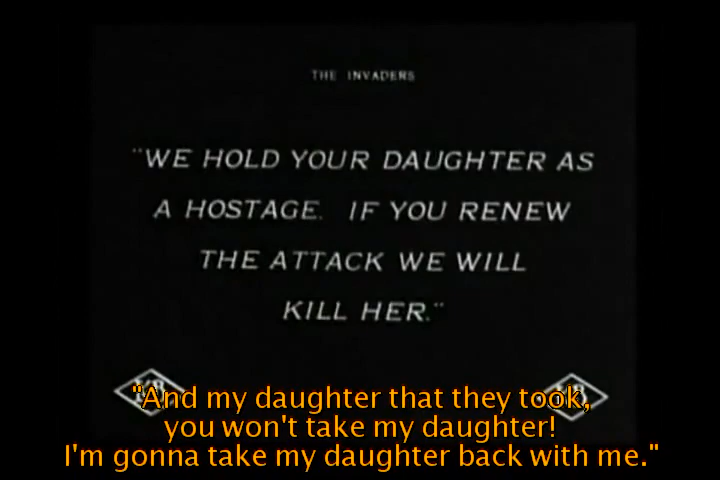 THE INVADERS
"WE HOLD YOUR DAUGHTER AS
A HOSTAGE. IF YOU RENEW
THE ATTACK WE WILL
KILL HER."
"And my daughter that they took,
you won't take my daughter!
I'm gonna take my daughter back with me."